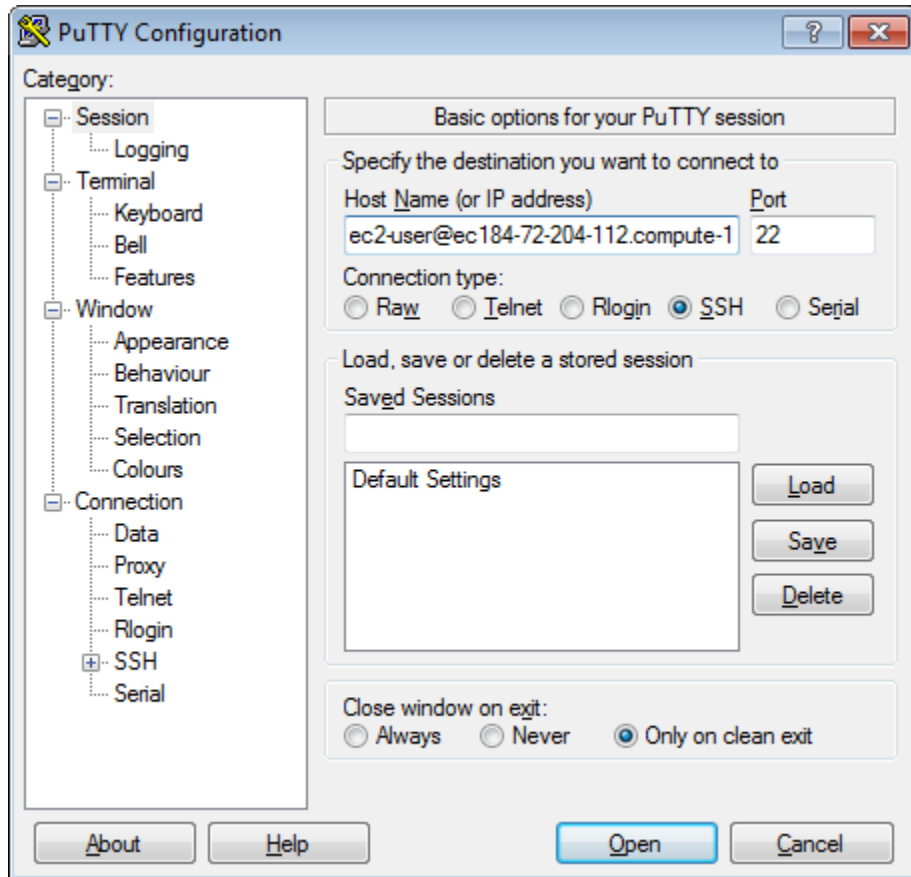 PuTTY Configuration
Category:
Session
Logging
Terminal
Keyboard
Bell
Features
Window
Appearance
Behaviour
Translation
Selection
Colours
Connection
Data
Proxy
Telnet
Rlogin
SSH
Serial
Basic options for your PuTTY session
Specify the destination you want to connect to
Host Name (or IP address) Port
ec2-user@ec184-72-204-112.compute-1 22
Connection type:
Raw Telnet Rlogin SSH Serial
Load, save or delete a stored session
Saved Sessions
Default Settings
Load
Save
Delete
Close window on exit:
Always Never Only on clean exit
About Help Open Cancel